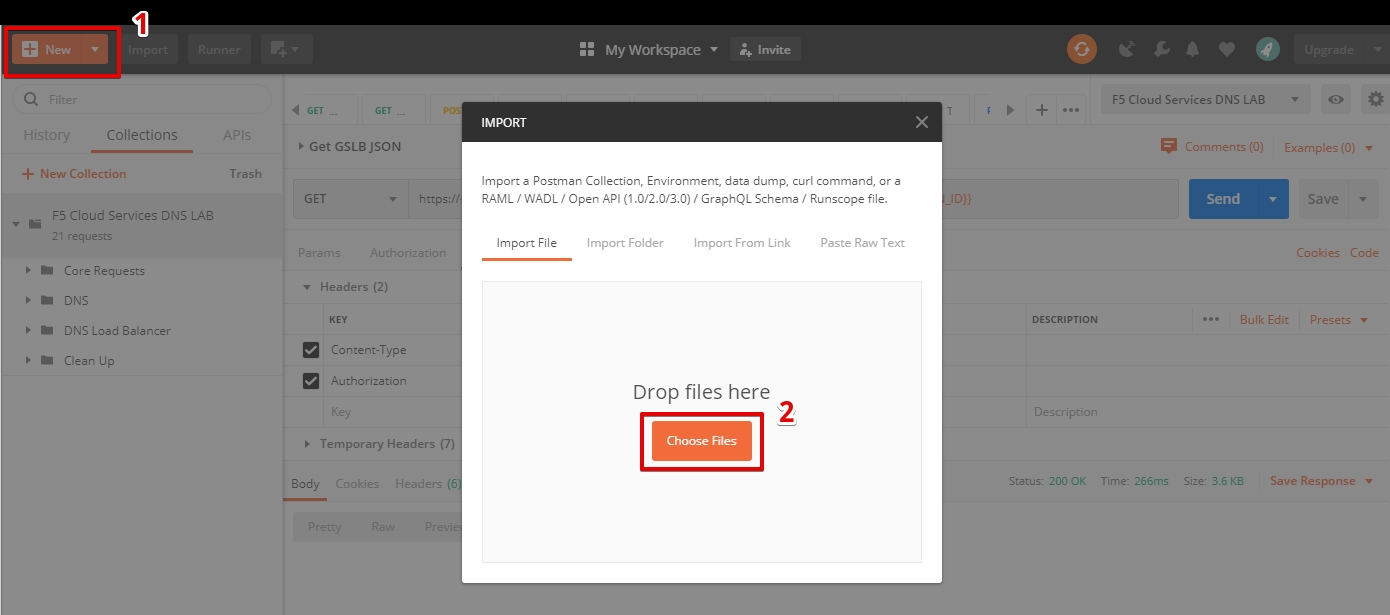 1
New
Import
Runner
My Workspace
Invite
Upgrade
Filter
History
Collections
APIs
New Collection
Trash
F5 Cloud Services DNS LAB
21 requests
Core Requests
DNS
DNS Load Balancer
Clean Up
GET
GET
F5 Cloud Services DNS LAB
Get GSLB JSON
Comments (0)
Examples (0)
GET
https://
_ID}}
Send
Save
Params
Authorization
Cookies
Code
Headers (2)
KEY
DESCRIPTION
Bulk Edit
Presets
Content-Type
Authorization
Key
Description
Temporary Headers (7)
Body
Cookies
Headers (6)
Status: 200 OK
Time: 266ms
Size: 3.6 KB
Save Response
Pretty
Raw
IMPORT
Import a Postman Collection, Environment, data dump, curl command, or a
RAML / WADL / Open API (1.0/2.0/3.0) / GraphQL Schema / Runscope file.
Import File
Import Folder
Import From Link
Paste Raw Text
Drop files here
2
Choose Files